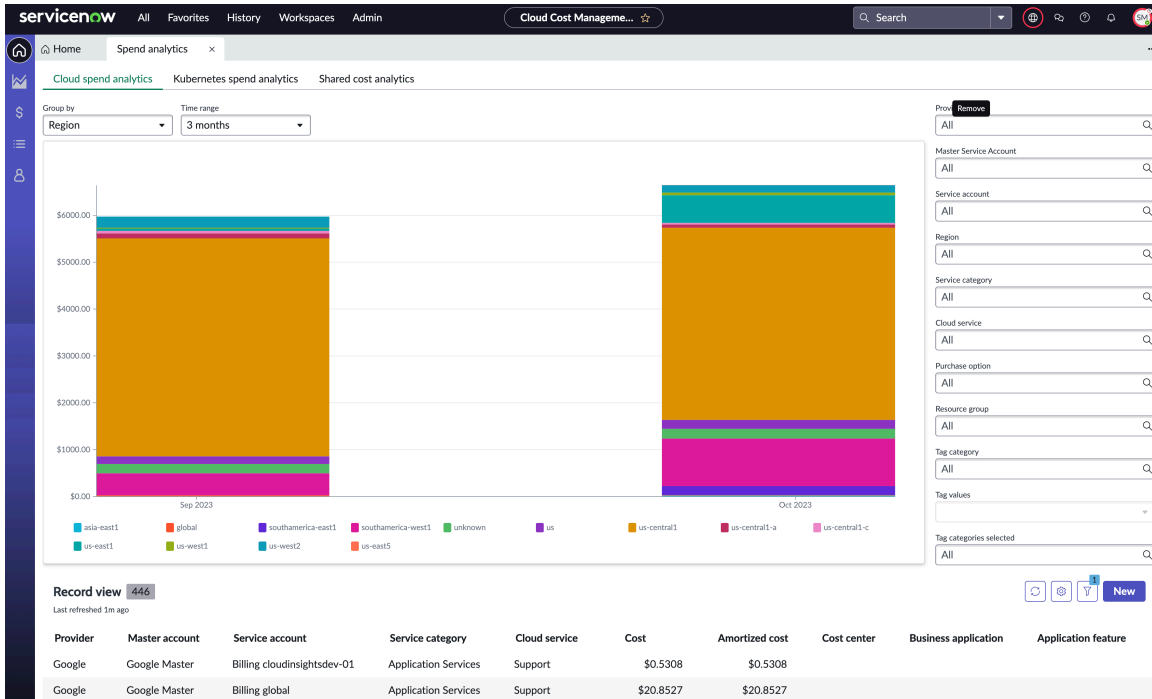 servicenow All Favorites History Workspaces Admin Cloud Cost Manageme... Search SM
Home Spend analytics
Cloud spend analytics Kubernetes spend analytics Shared cost analytics
Group by Time range
Region 3 months
Remove
All
Master Service Account
All
Service account
All
Region
All
Service category
All
Cloud service
All
Purchase option
All
Resource group
All
Tag category
All
Tag values
Tag categories selected
All
$6000.00
$5000.00
$4000.00
$3000.00
$2000.00
$1000.00
$0.00
Sep 2023 Oct 2023
asia-east1 global southamerica-east1 southamerica-west1 unknown us us-central1 us-central1-a us-central1-c
us-east1 us-west1 us-west2 us-east5
Record view 446
Last refreshed 1m ago
1
New
Provider Master account Service account Service category Cloud service Cost Amortized cost Cost center Business application Application feature
Google Google Master Billing cloudinsightsdev-01 Application Services Support $0.5308 $0.5308
Google Google Master Billing global Application Services Support $20.8527 $20.8527